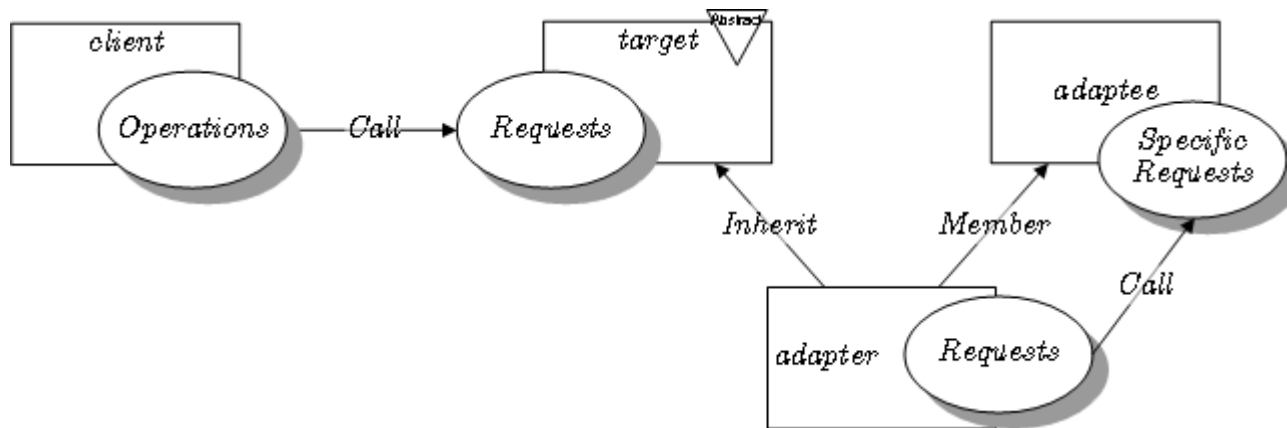 client
target
Abstract
adaptee
Operations
Call
Requests
Specific
Requests
Inherit
Member
Call
adapter
Requests